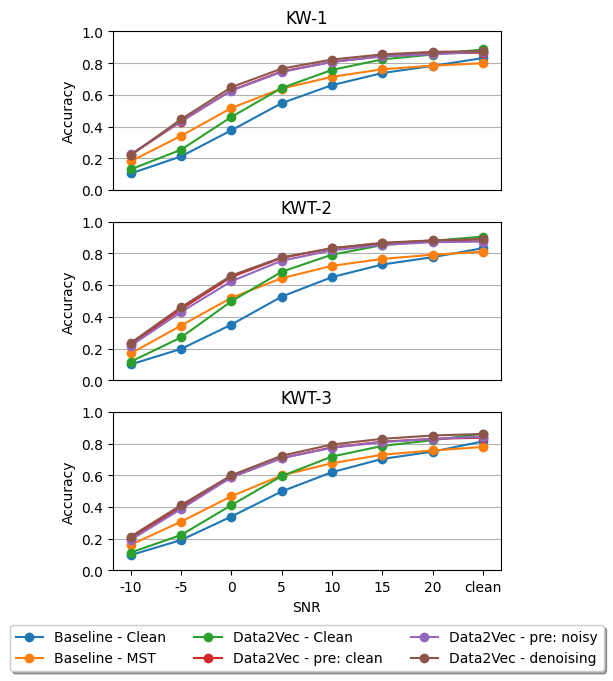 KW-1
1.0
0.8
0.6
0.4
0.2
0.0
Accuracy
KWT-2
1.0
0.8
0.6
0.4
0.2
0.0
Accuracy
KWT-3
1.0
0.8
0.6
0.4
0.2
0.0
Accuracy
-10 -5 0 5 10 15 20 clean
SNR
Baseline - Clean Data2Vec - Clean Data2Vec - pre: noisy
Baseline - MST Data2Vec - pre: clean Data2Vec - denoising